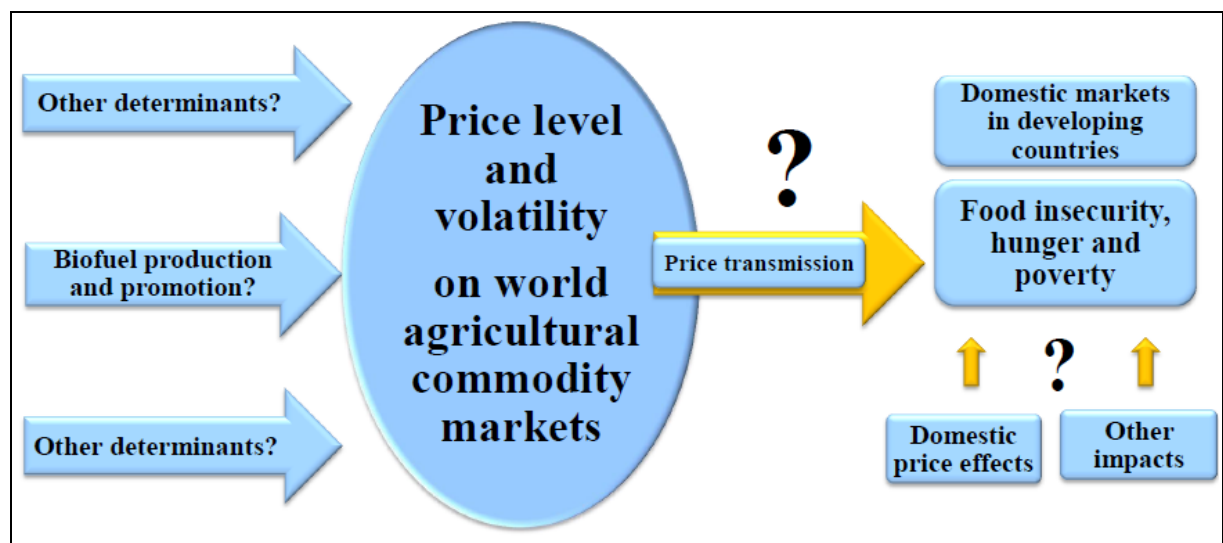 Other determinants?
Biofuel production
and promotion?
Other determinants?
Price level
and
volatility
on world
agricultural
commodity
markets
?
Price transmission
Domestic markets
in developing
countries
Food insecurity,
hunger and
poverty
?
Domestic
price effects
Other
impacts